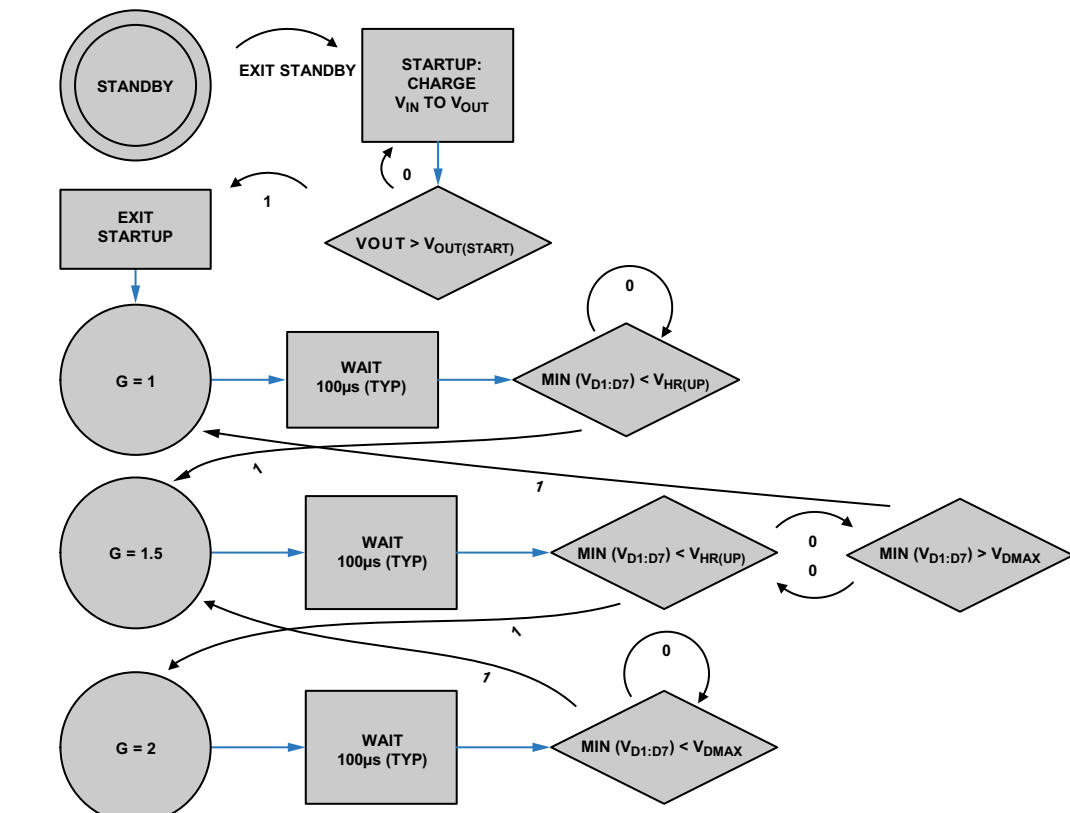 STANDBY
EXIT STANDBY
STARTUP:
CHARGE
VIN TO VOUT
0
1
EXIT
STARTUP
VOUT > VOUT(START)
0
G = 1
WAIT
100µs (TYP)
MIN (VD1:D7) < VHR(UP)
1
1
G = 1.5
WAIT
100µs (TYP)
MIN (VD1:D7) < VHR(UP)
0
0
MIN (VD1:D7) > VDMAX
1
1
0
G = 2
WAIT
100µs (TYP)
MIN (VD1:D7) < VDMAX